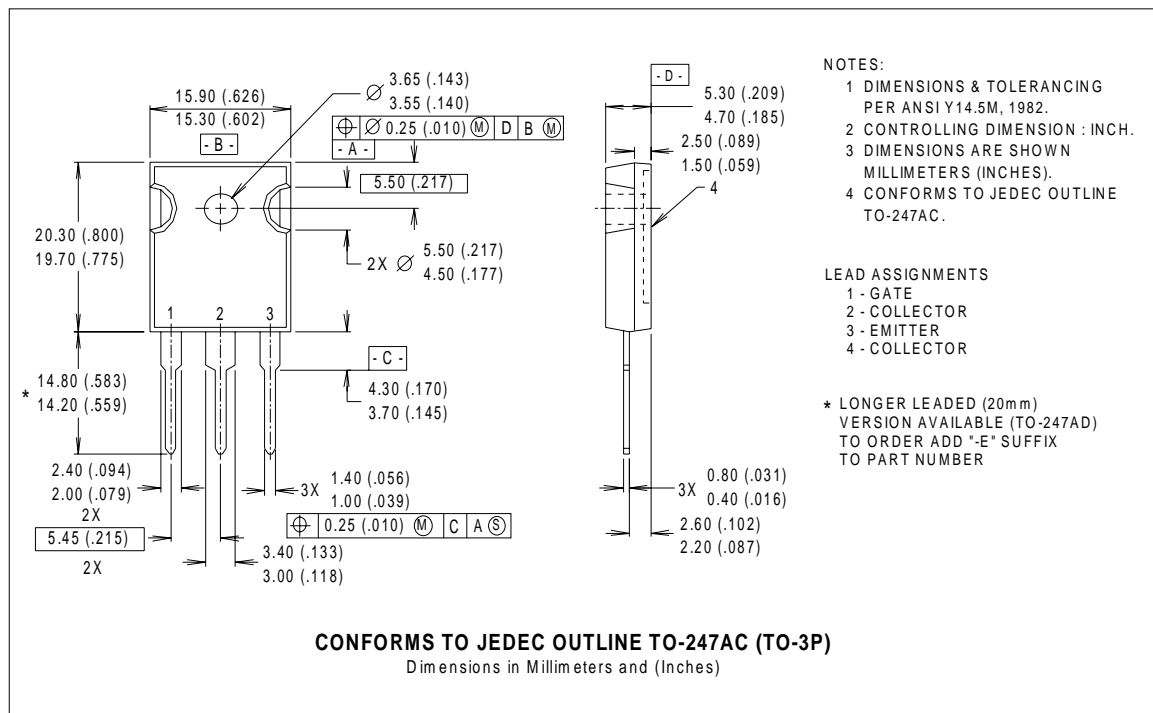 3.65 (.143)
3.55 (.140)
15.90 (.626)
15.30 (.602)
- B -
⌖ Ø 0.25 (.010) Ⓜ D B Ⓜ
- A -
5.50 (.217)
20.30 (.800)
19.70 (.775)
2X Ø 5.50 (.217)
4.50 (.177)
1 2 3
- C -
* 14.80 (.583)
14.20 (.559)
4.30 (.170)
3.70 (.145)
2.40 (.094)
2.00 (.079)
2X
5.45 (.215)
2X
3X 1.40 (.056)
1.00 (.039)
⌖ 0.25 (.010) Ⓜ C A Ⓢ
3.40 (.133)
3.00 (.118)
- D -
5.30 (.209)
4.70 (.185)
2.50 (.089)
1.50 (.059)
4
3X 0.80 (.031)
0.40 (.016)
2.60 (.102)
2.20 (.087)
NOTES:
1 DIMENSIONS & TOLERANCING
PER ANSI Y14.5M, 1982.
2 CONTROLLING DIMENSION : INCH.
3 DIMENSIONS ARE SHOWN
MILLIMETERS (INCHES).
4 CONFORMS TO JEDEC OUTLINE
TO-247AC.
LEAD ASSIGNMENTS
1 - GATE
2 - COLLECTOR
3 - EMITTER
4 - COLLECTOR
* LONGER LEADED (20mm)
VERSION AVAILABLE (TO-247AD)
TO ORDER ADD "-E" SUFFIX
TO PART NUMBER
CONFORMS TO JEDEC OUTLINE TO-247AC (TO-3P)
Dimensions in Millimeters and (Inches)